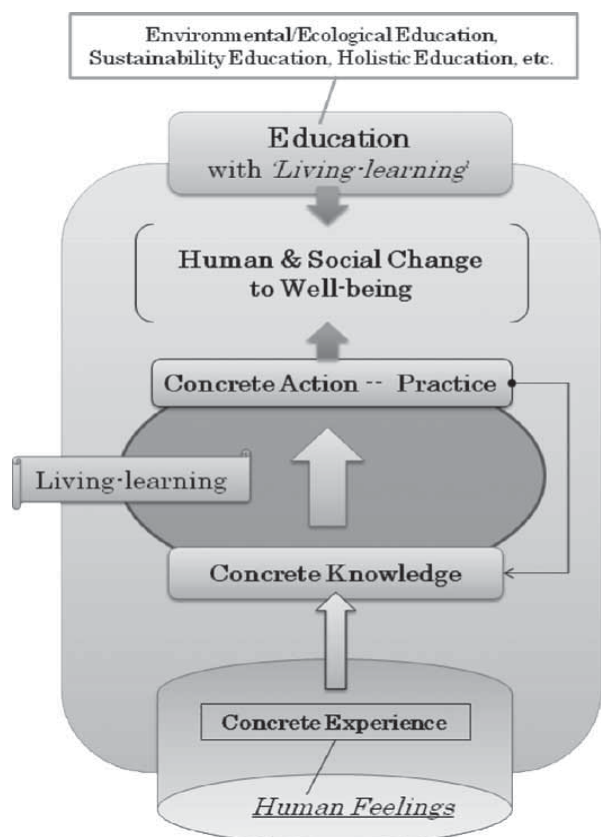 Environmental/Ecological Education,
Sustainability Education, Holistic Education, etc.
Education
with 'Living-learning'
Human & Social Change
to Well-being
Concrete Action -- Practice
Living-learning
Concrete Knowledge
Concrete Experience
Human Feelings